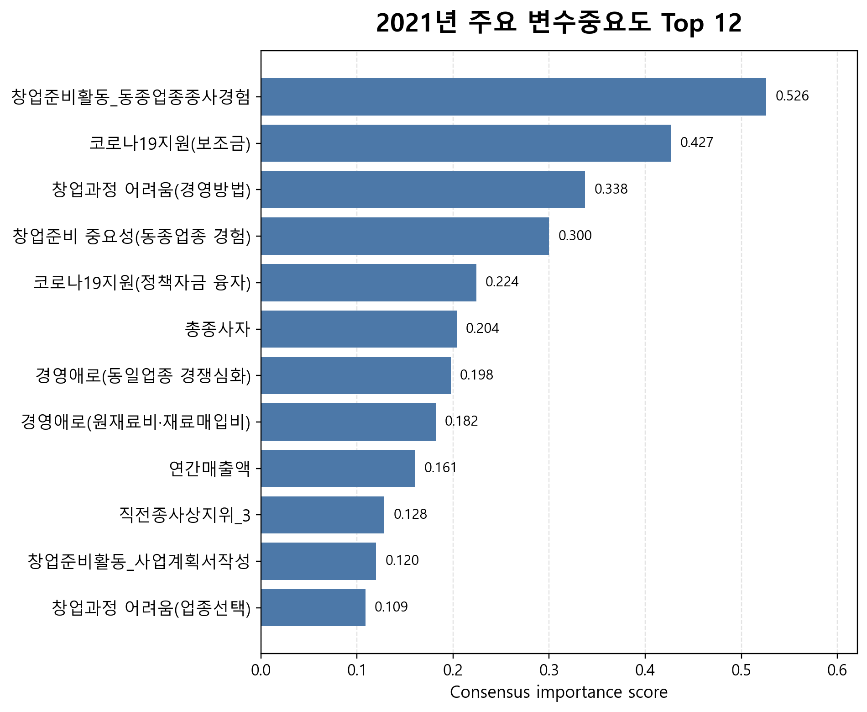 2021년 주요 변수중요도 Top 12
창업준비활동_동종업종종사경험 0.526
코로나19지원(보조금) 0.427
창업과정 어려움(경영방법) 0.338
창업준비 중요성(동종업종 경험) 0.300
코로나19지원(정책자금 융자) 0.224
총종사자 0.204
경영애로(동일업종 경쟁심화) 0.198
경영애로(원재료비·재료매입비) 0.182
연간매출액 0.161
직전종사상지위_3 0.128
창업준비활동_사업계획서작성 0.120
창업과정 어려움(업종선택) 0.109
0.0 0.1 0.2 0.3 0.4 0.5 0.6
Consensus importance score